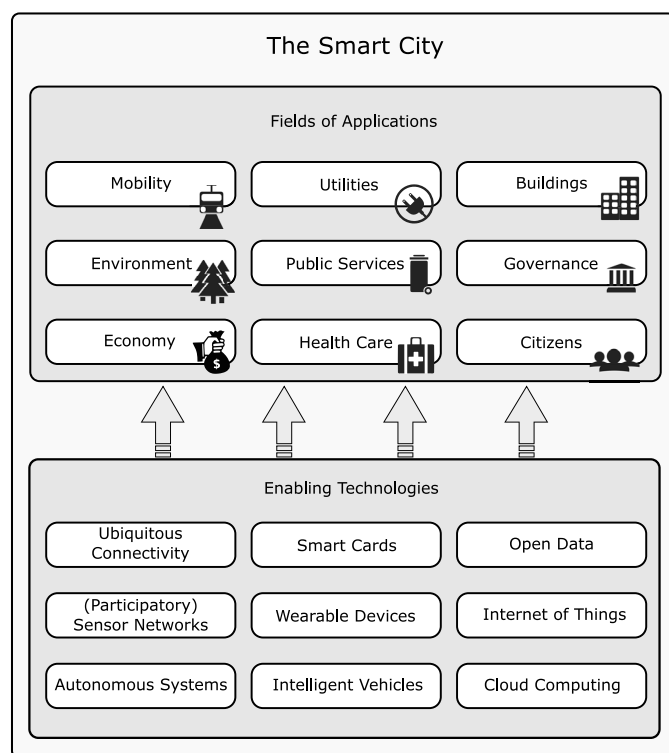 The Smart City
Fields of Applications
Mobility
Utilities
Buildings
Environment
Public Services
Governance
Economy
$
Health Care
Citizens
Enabling Technologies
Ubiquitous
Connectivity
Smart Cards
Open Data
(Participatory)
Sensor Networks
Wearable Devices
Internet of Things
Autonomous Systems
Intelligent Vehicles
Cloud Computing